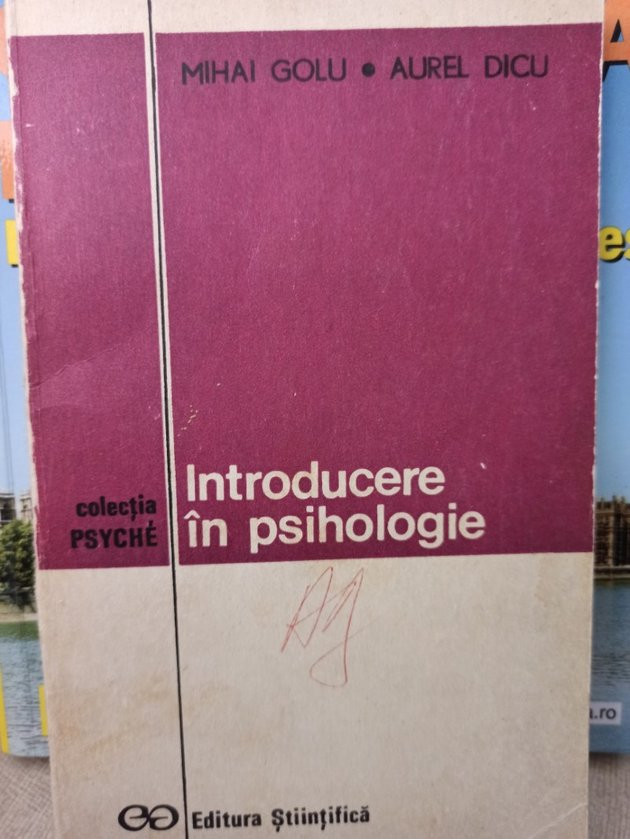 MIHAI GOLU • AUREL DICU
Introducere
în psihologie
colecția
PSYCHÉ
Editura Științifică